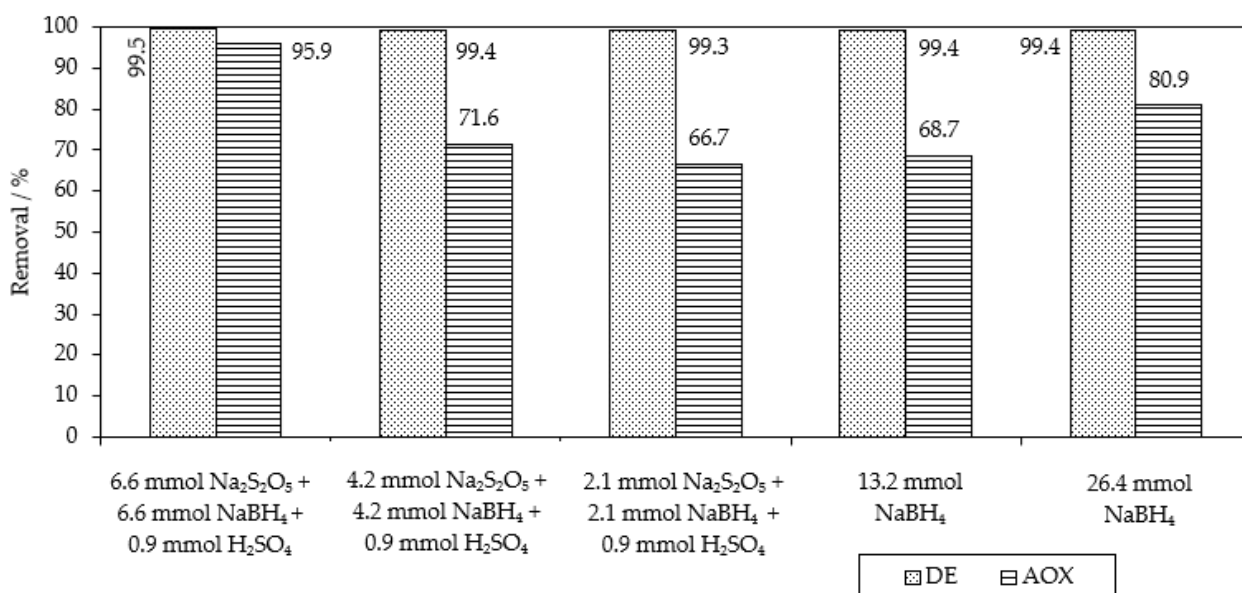 Removal / %
100
90
80
70
60
50
40
30
20
10
0
99.5
95.9
99.4
71.6
99.3
66.7
99.4
68.7
99.4
80.9
6.6 mmol Na₂S₂O₅ +
6.6 mmol NaBH₄ +
0.9 mmol H₂SO₄
4.2 mmol Na₂S₂O₅ +
4.2 mmol NaBH₄ +
0.9 mmol H₂SO₄
2.1 mmol Na₂S₂O₅ +
2.1 mmol NaBH₄ +
0.9 mmol H₂SO₄
13.2 mmol
NaBH₄
26.4 mmol
NaBH₄
DE AOX